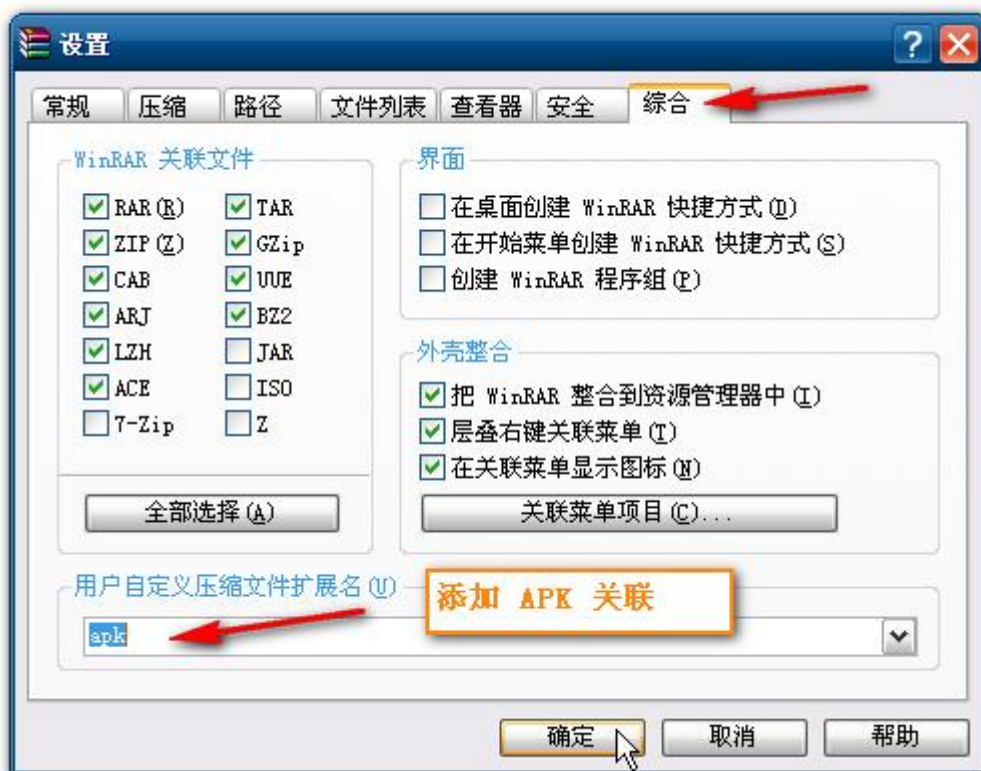 设置
常规 压缩 路径 文件列表 查看器 安全 综合
WinRAR 关联文件
RAR(R) TAR
ZIP(Z) GZip
CAB UUE
ARJ BZ2
LZH JAR
ACE ISO
7-Zip Z
全部选择(A)
界面
在桌面创建 WinRAR 快捷方式(D)
在开始菜单创建 WinRAR 快捷方式(S)
创建 WinRAR 程序组(P)
外壳整合
把 WinRAR 整合到资源管理器中(I)
层叠右键关联菜单(T)
在关联菜单显示图标(N)
关联菜单项目(C)...
用户自定义压缩文件扩展名(U)
添加 APK 关联
apk
确定 取消 帮助